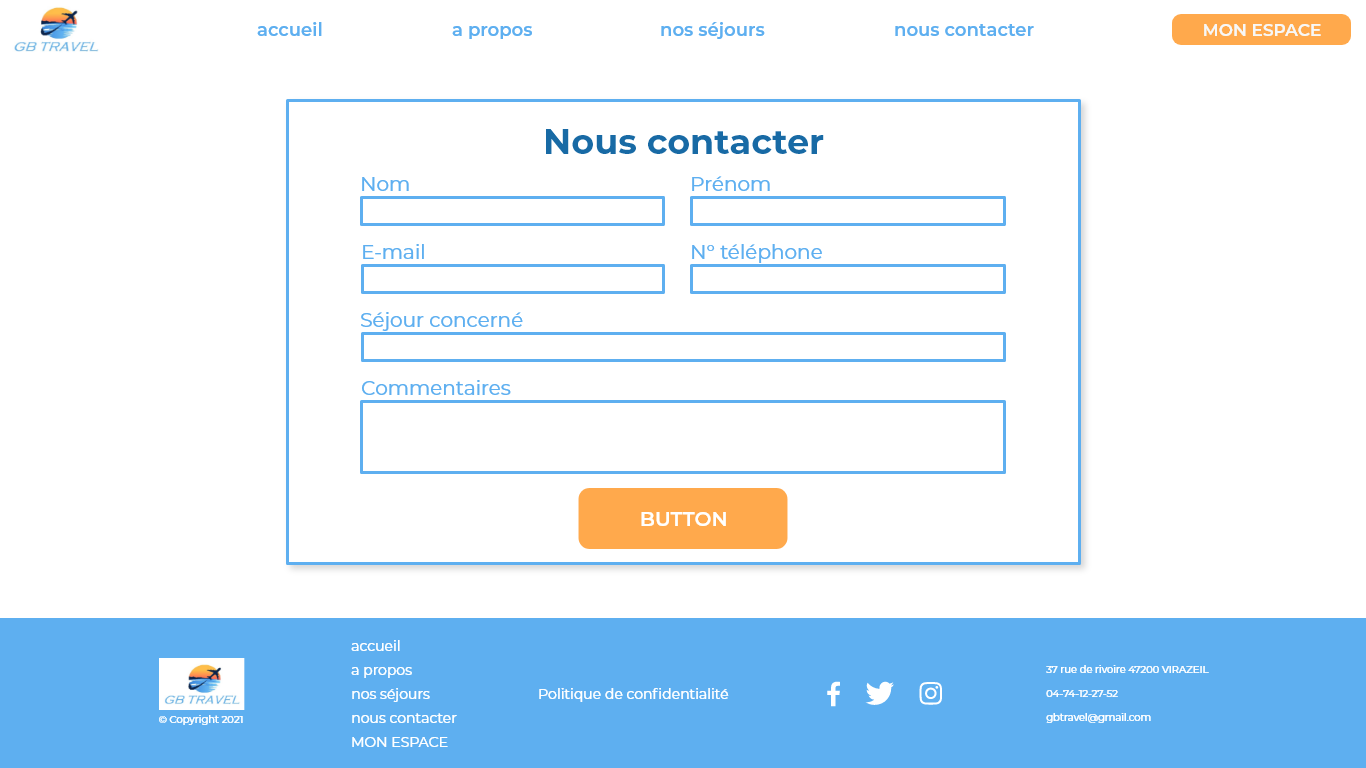 GB TRAVEL
accueil
a propos
nos séjours
nous contacter
MON ESPACE
Nous contacter
Nom
Prénom
E-mail
N° téléphone
Séjour concerné
Commentaires
BUTTON
GB TRAVEL
© Copyright 2021
accueil
a propos
nos séjours
nous contacter
MON ESPACE
Politique de confidentialité
37 rue de rivoire 47200 VIRAZEIL
04-74-12-27-52
gbtravel@gmail.com